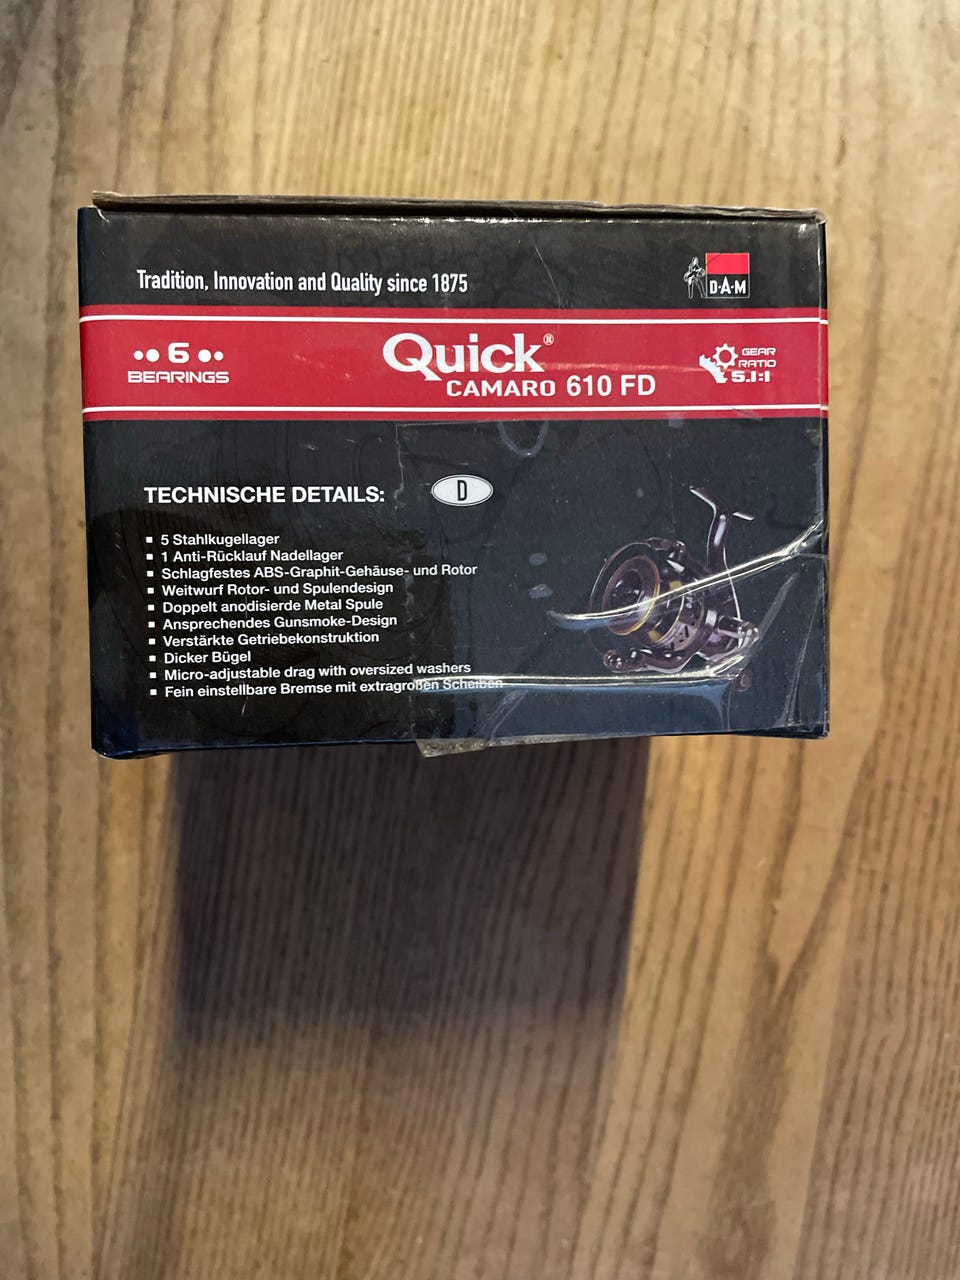 Tradition, Innovation and Quality since 1875
D·A·M
6
BEARINGS
Quick®
CAMARO 610 FD
GEAR
RATIO
5.1:1
TECHNISCHE DETAILS:
D
▪ 5 Stahlkugellager
▪ 1 Anti-Rücklauf Nadellager
▪ Schlagfestes ABS-Graphit-Gehäuse- und Rotor
▪ Weitwurf Rotor- und Spulendesign
▪ Doppelt anodisierde Metal Spule
▪ Ansprechendes Gunsmoke-Design
▪ Verstärkte Getriebekonstruktion
▪ Dicker Bügel
▪ Micro-adjustable drag with oversized washers
▪ Fein einstellbare Bremse mit extragroßen Scheiben